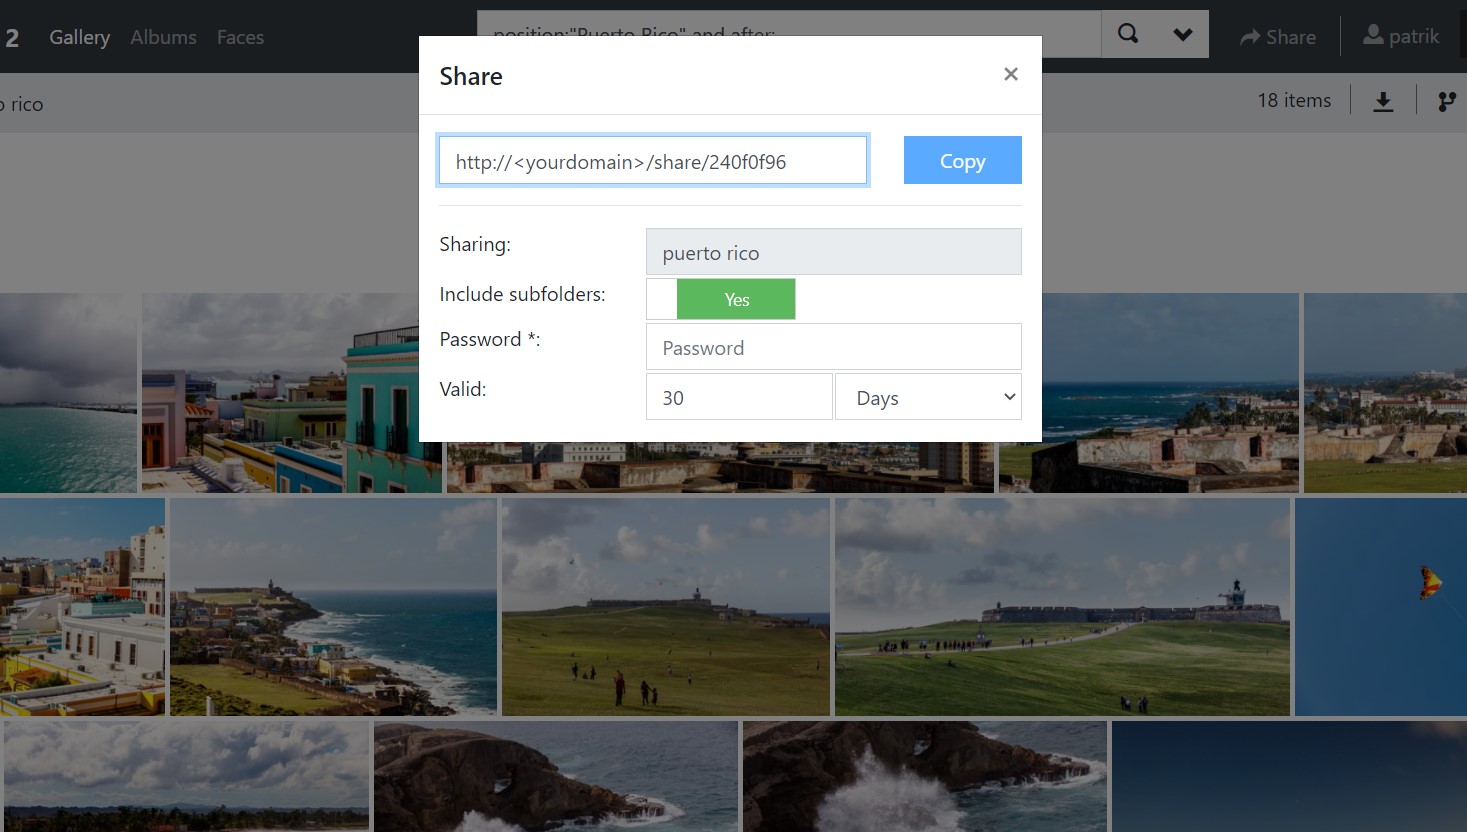 2 Gallery Albums Faces
position:"Puerto Rico" and after:
Share
patrik
rico
18 items
Share
×
http://<yourdomain>/share/240f0f96
Copy
Sharing:
puerto rico
Include subfolders:
Yes
Password *:
Password
Valid:
30
Days